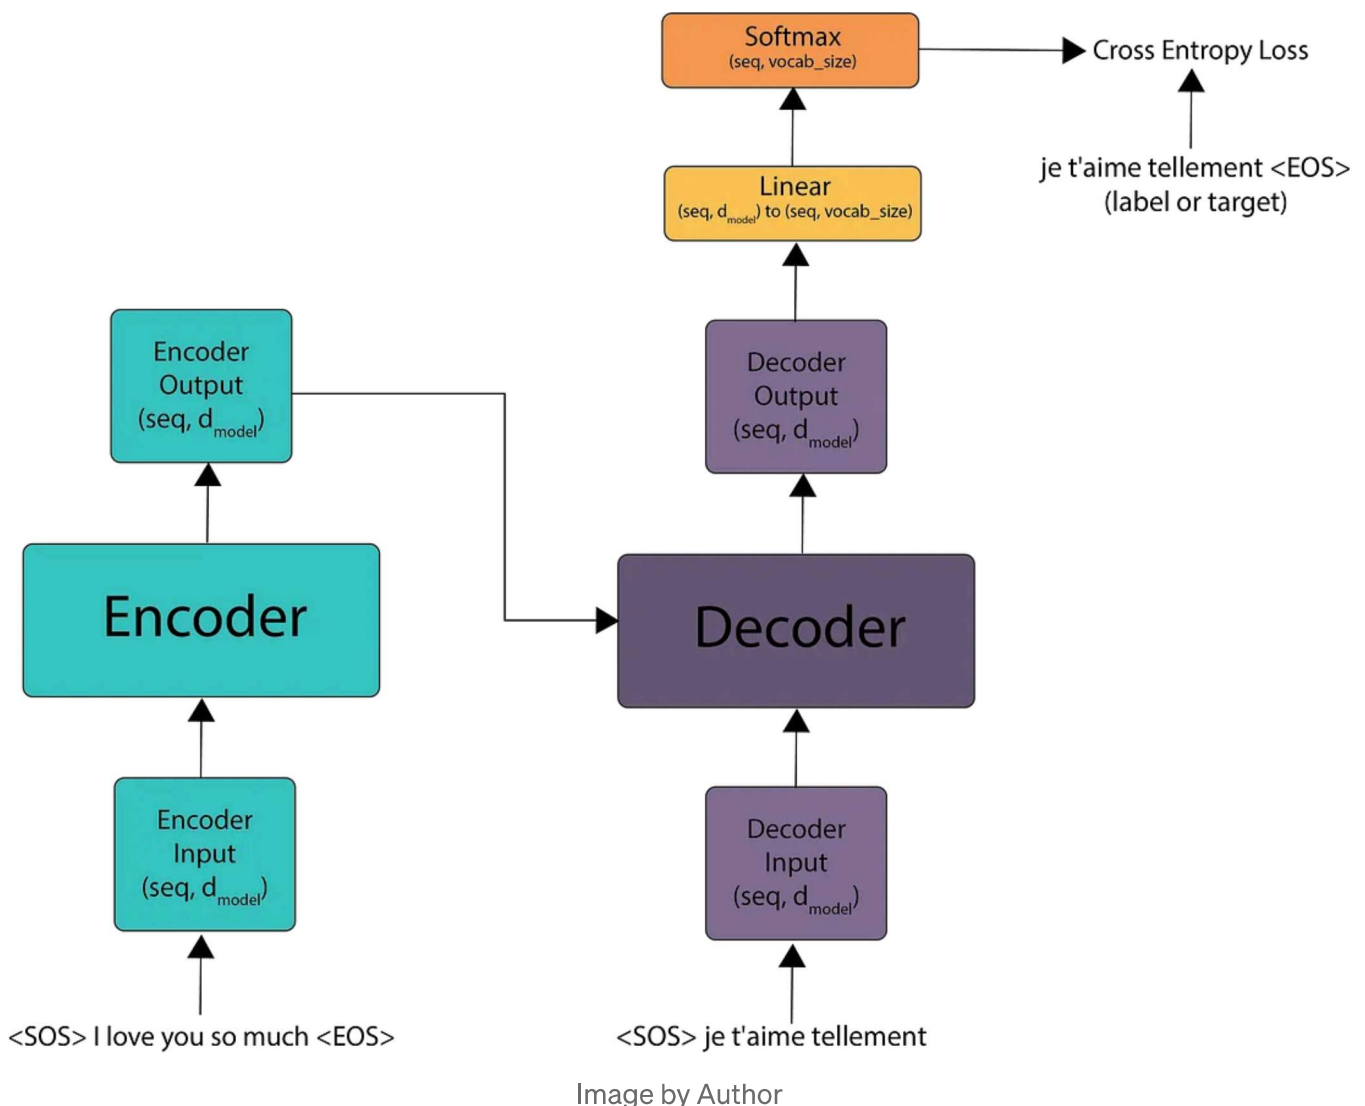 Softmax
(seq, vocab_size)
Cross Entropy Loss
je t'aime tellement <EOS>
(label or target)
Linear
(seq, dmodel) to (seq, vocab_size)
Encoder
Output
(seq, dmodel)
Decoder
Output
(seq, dmodel)
Encoder
Decoder
Encoder
Input
(seq, dmodel)
Decoder
Input
(seq, dmodel)
<SOS> I love you so much <EOS>
<SOS> je t'aime tellement
Image by Author